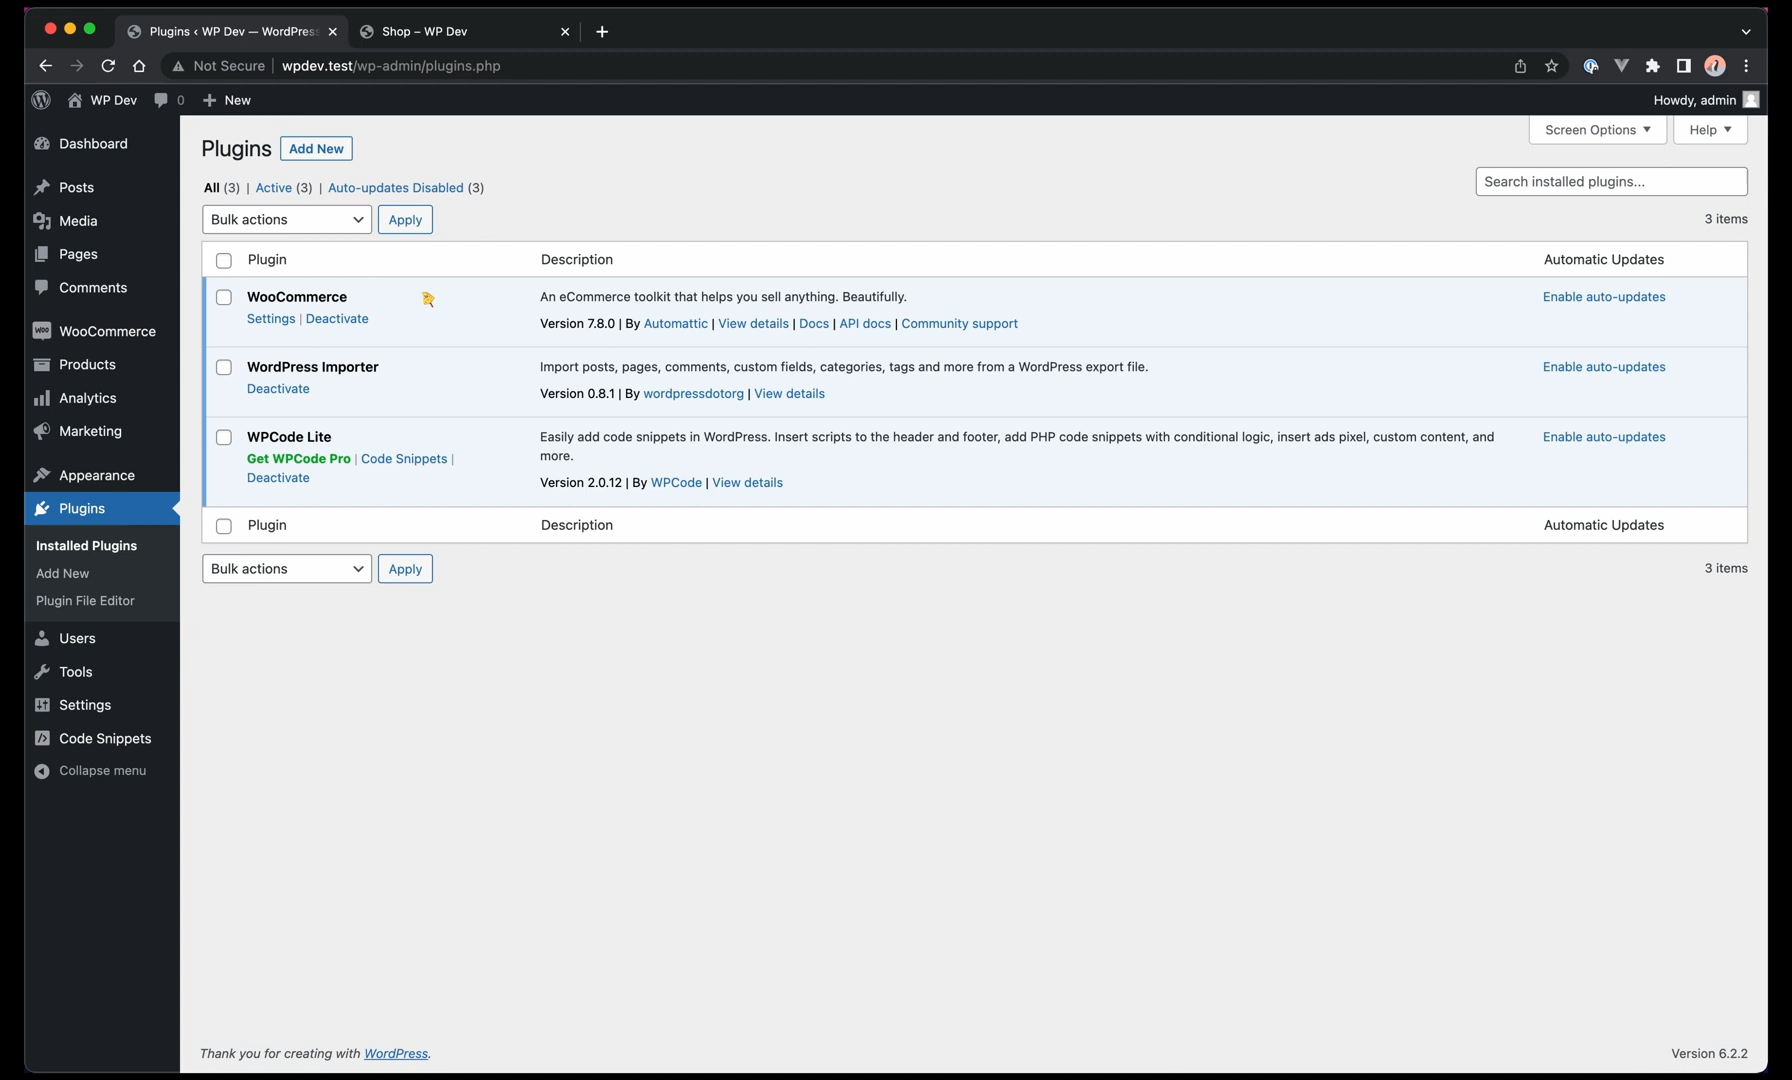 Plugins ‹ WP Dev — WordPress
Shop – WP Dev
Not Secure | wpdev.test/wp-admin/plugins.php
WP Dev 0 New
Howdy, admin
Dashboard
Posts
Media
Pages
Comments
WooCommerce
Products
Analytics
Marketing
Appearance
Plugins
Installed Plugins
Add New
Plugin File Editor
Users
Tools
Settings
Code Snippets
Collapse menu
Screen Options ▼ Help ▼
Plugins Add New
All (3) | Active (3) | Auto-updates Disabled (3)
Search installed plugins...
Bulk actions Apply
3 items
Plugin Description Automatic Updates
WooCommerce
Settings | Deactivate
An eCommerce toolkit that helps you sell anything. Beautifully.
Version 7.8.0 | By Automattic | View details | Docs | API docs | Community support
Enable auto-updates
WordPress Importer
Deactivate
Import posts, pages, comments, custom fields, categories, tags and more from a WordPress export file.
Version 0.8.1 | By wordpressdotorg | View details
Enable auto-updates
WPCode Lite
Get WPCode Pro | Code Snippets |
Deactivate
Easily add code snippets in WordPress. Insert scripts to the header and footer, add PHP code snippets with conditional logic, insert ads pixel, custom content, and
more.
Version 2.0.12 | By WPCode | View details
Enable auto-updates
Plugin Description Automatic Updates
Bulk actions Apply
3 items
Thank you for creating with WordPress.
Version 6.2.2